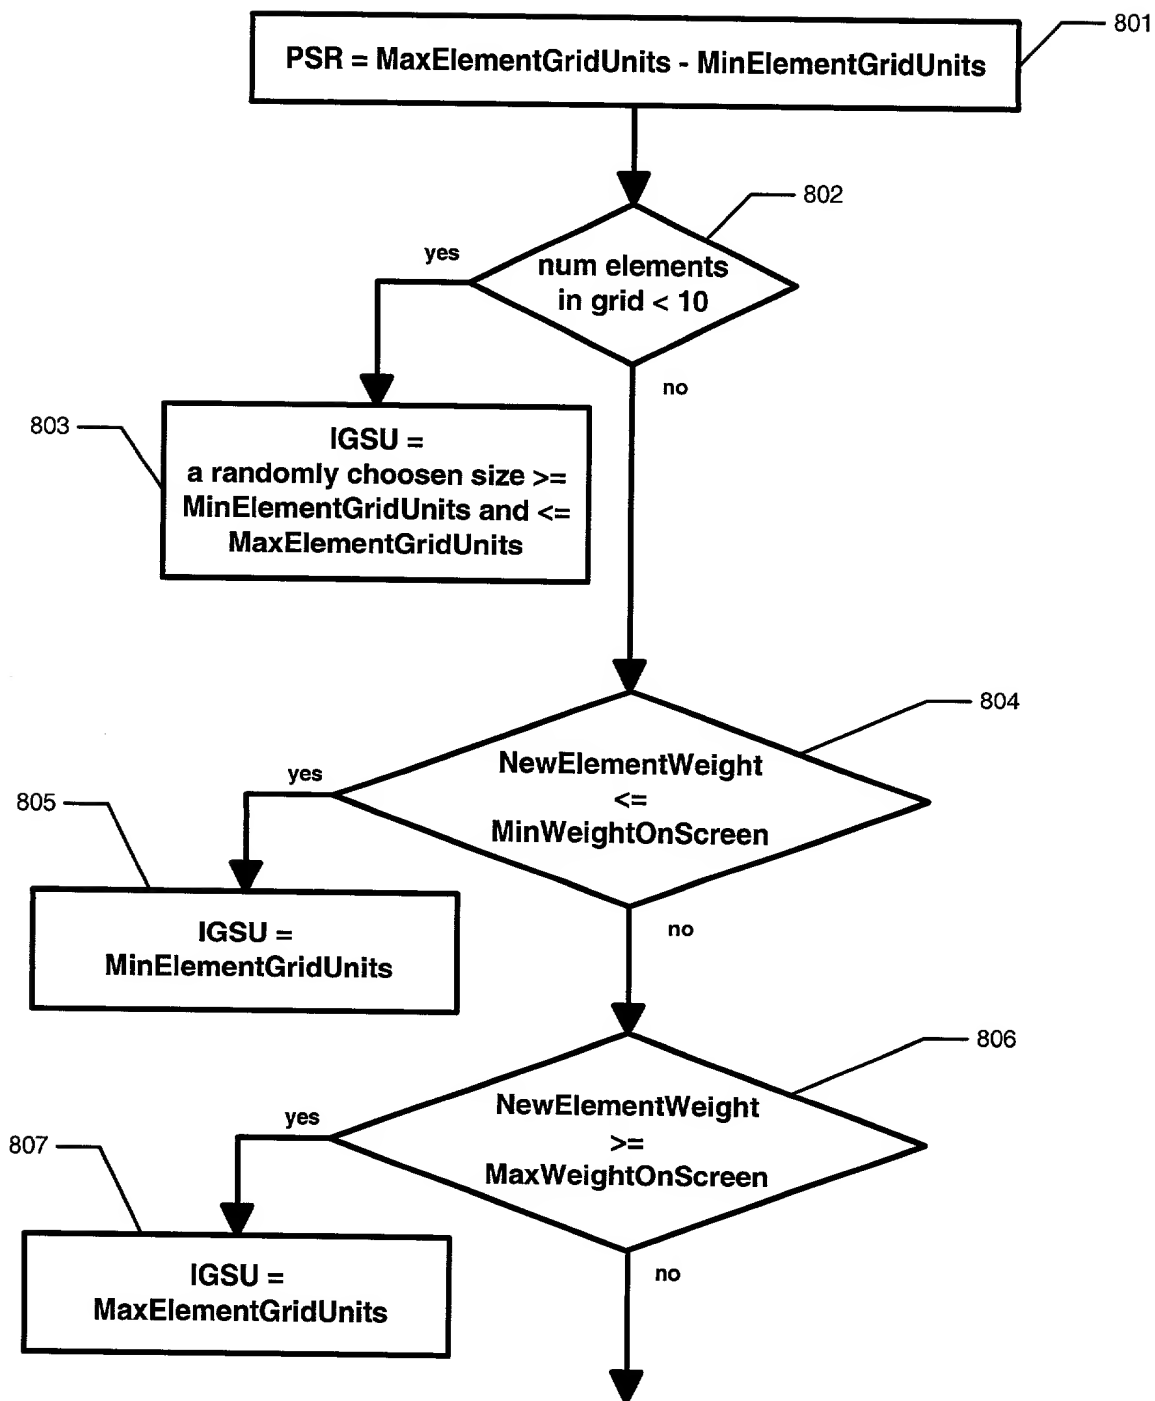 801
PSR = MaxElementGridUnits - MinElementGridUnits
802
yes
num elements
in grid < 10
no
803
IGSU =
a randomly choosen size >=
MinElementGridUnits and <=
MaxElementGridUnits
804
NewElementWeight
<=
MinWeightOnScreen
yes
805
no
IGSU =
MinElementGridUnits
806
NewElementWeight
>=
MaxWeightOnScreen
yes
807
no
IGSU =
MaxElementGridUnits